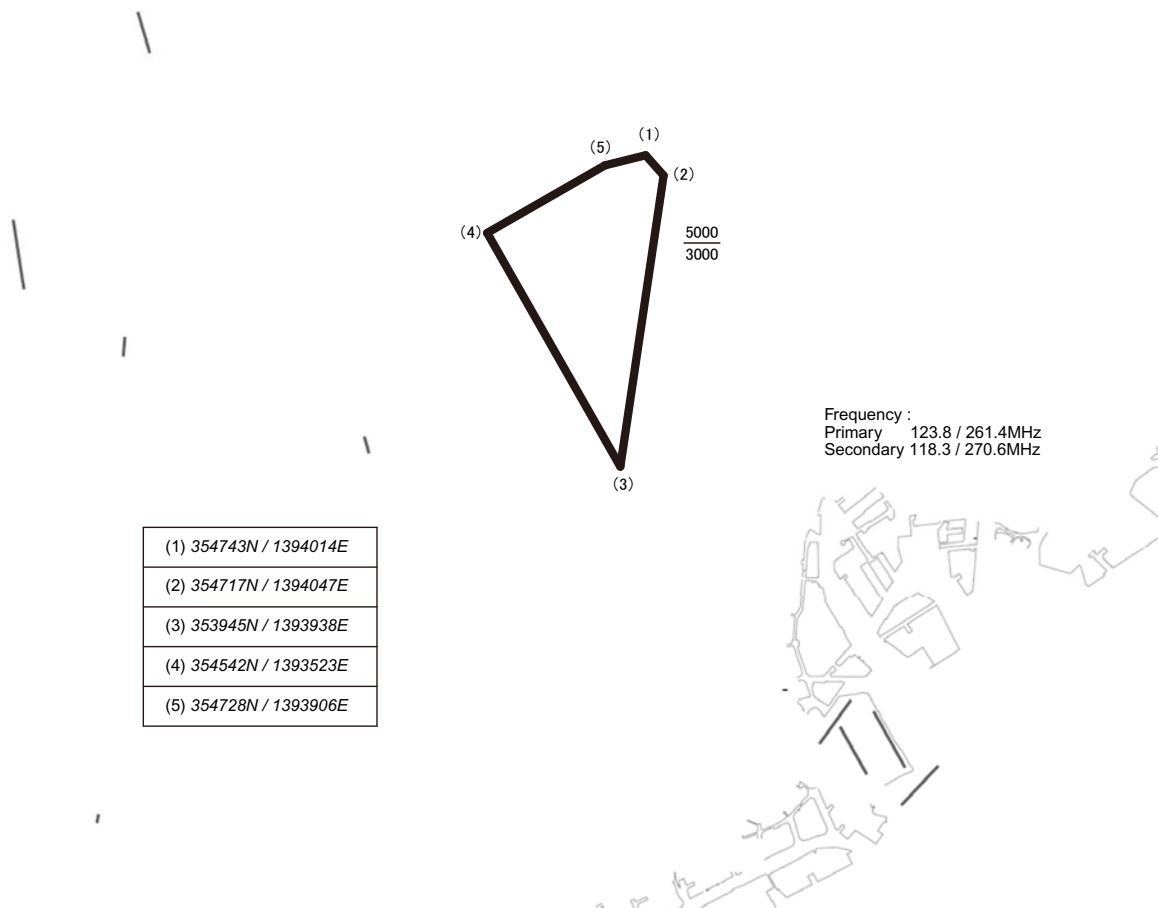 (1)
(5)
(2)
(4)
5000
3000
Frequency :
Primary 123.8 / 261.4MHz
Secondary 118.3 / 270.6MHz
(3)
(1) 354743N / 1394014E
(2) 354717N / 1394047E
(3) 353945N / 1393938E
(4) 354542N / 1393523E
(5) 354728N / 1393906E